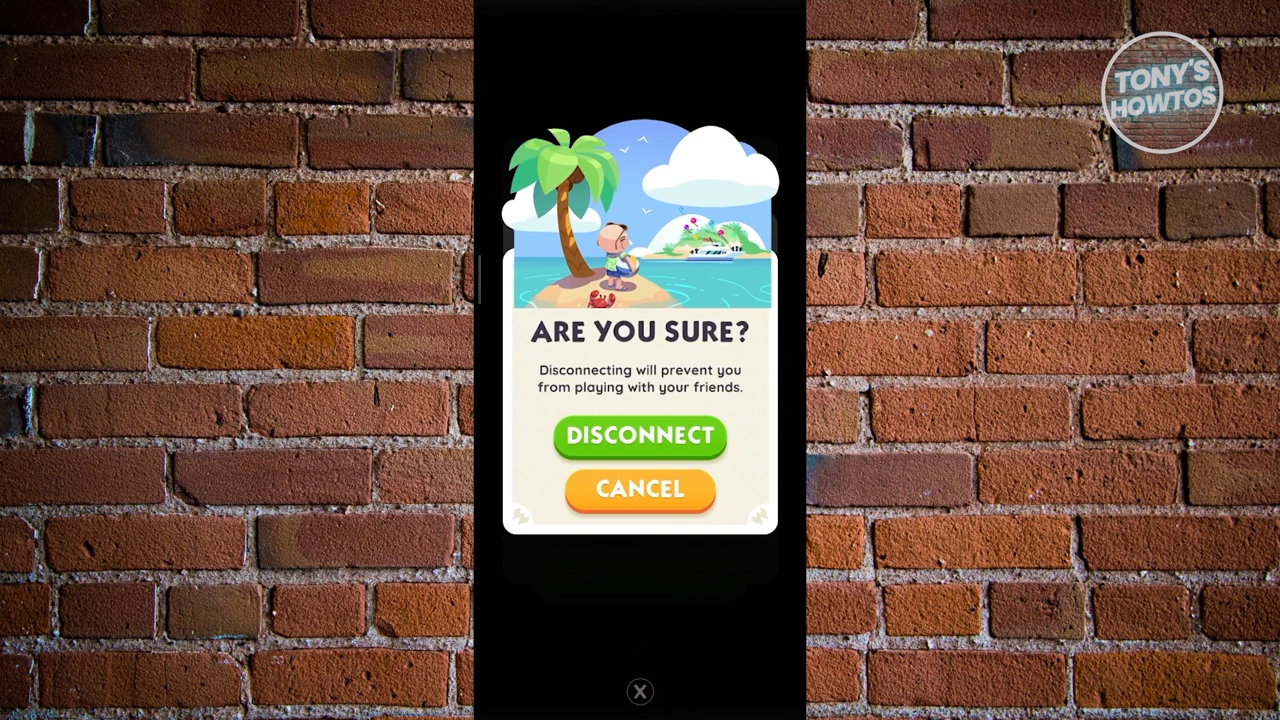 TONY'S
HOWTOS
ARE YOU SURE?
Disconnecting will prevent you
from playing with your friends.
DISCONNECT
CANCEL
X